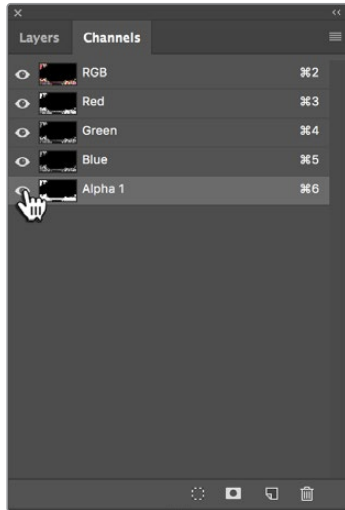 Layers Channels
RGB ⌘2
Red ⌘3
Green ⌘4
Blue ⌘5
Alpha 1 ⌘6